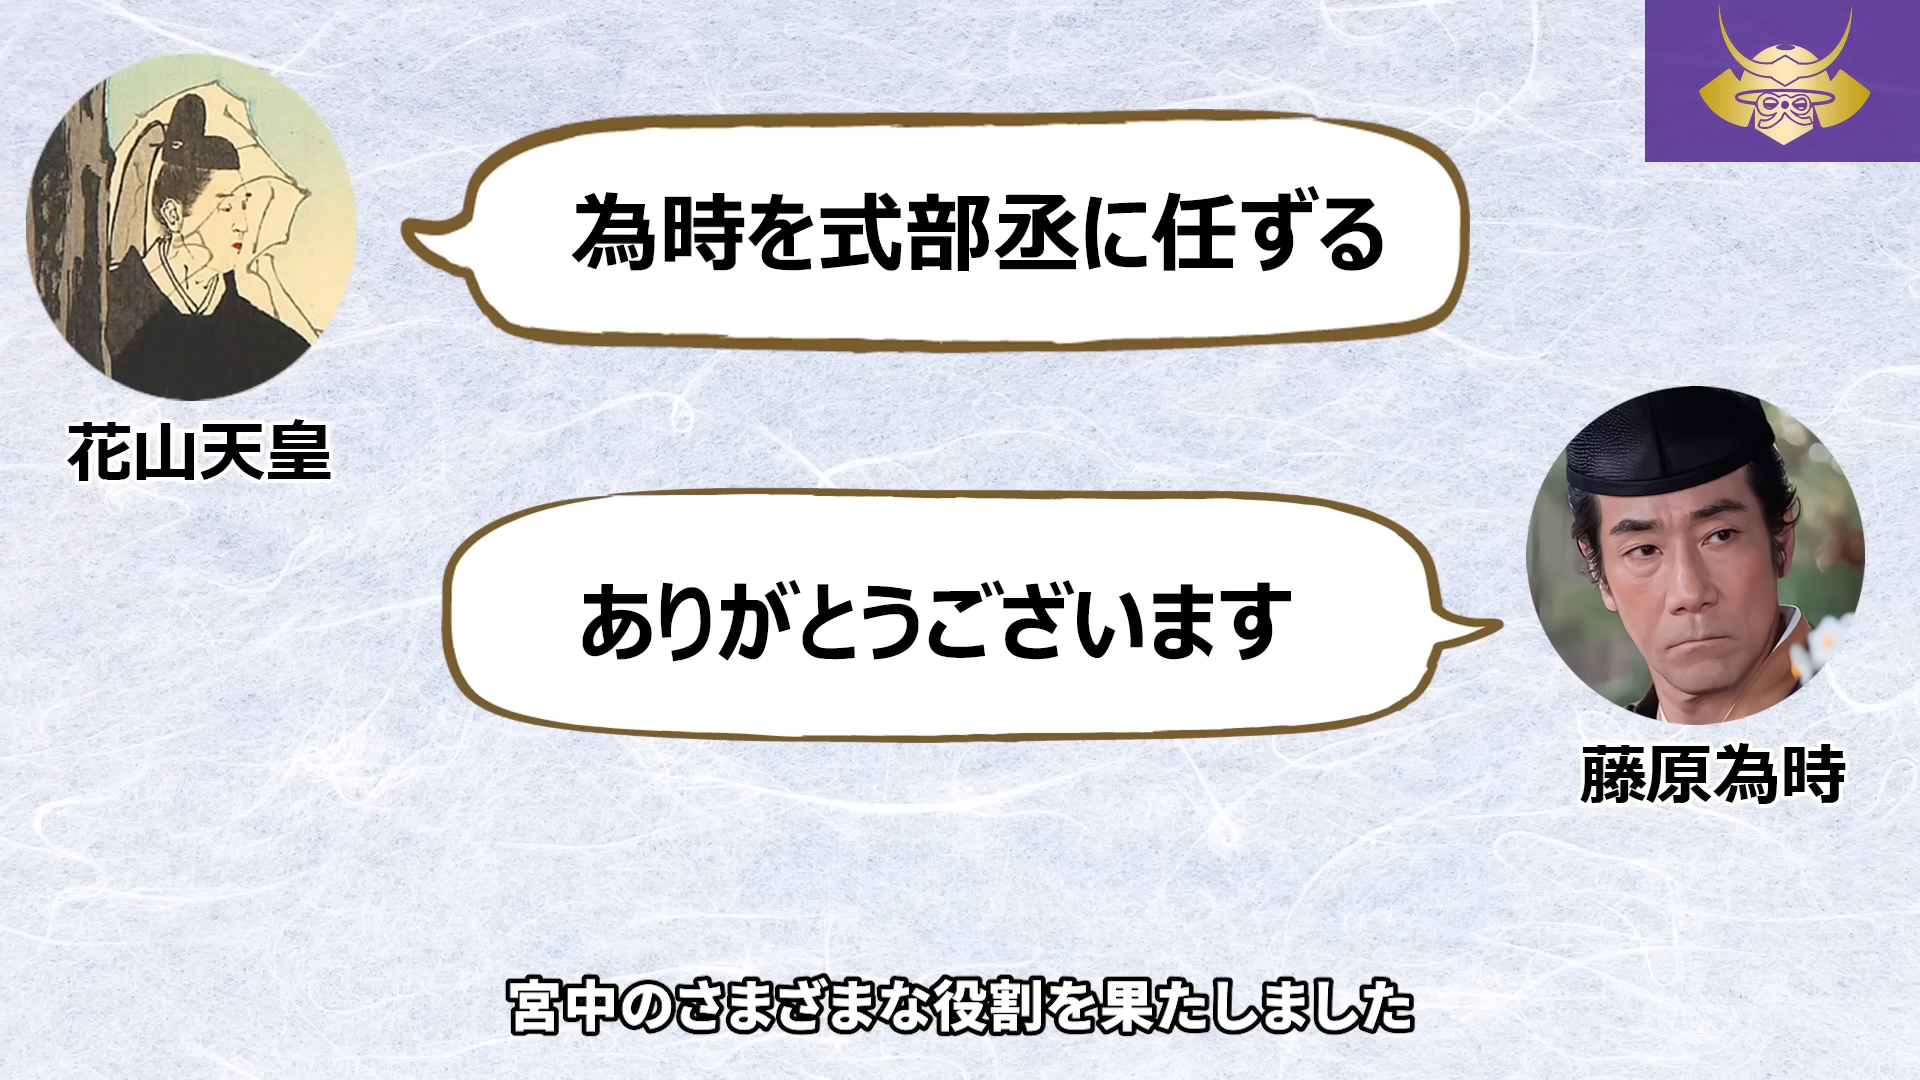 為時を式部丞に任ずる
花山天皇
ありがとうございます
藤原為時
宮中のさまざまな役割を果たしました